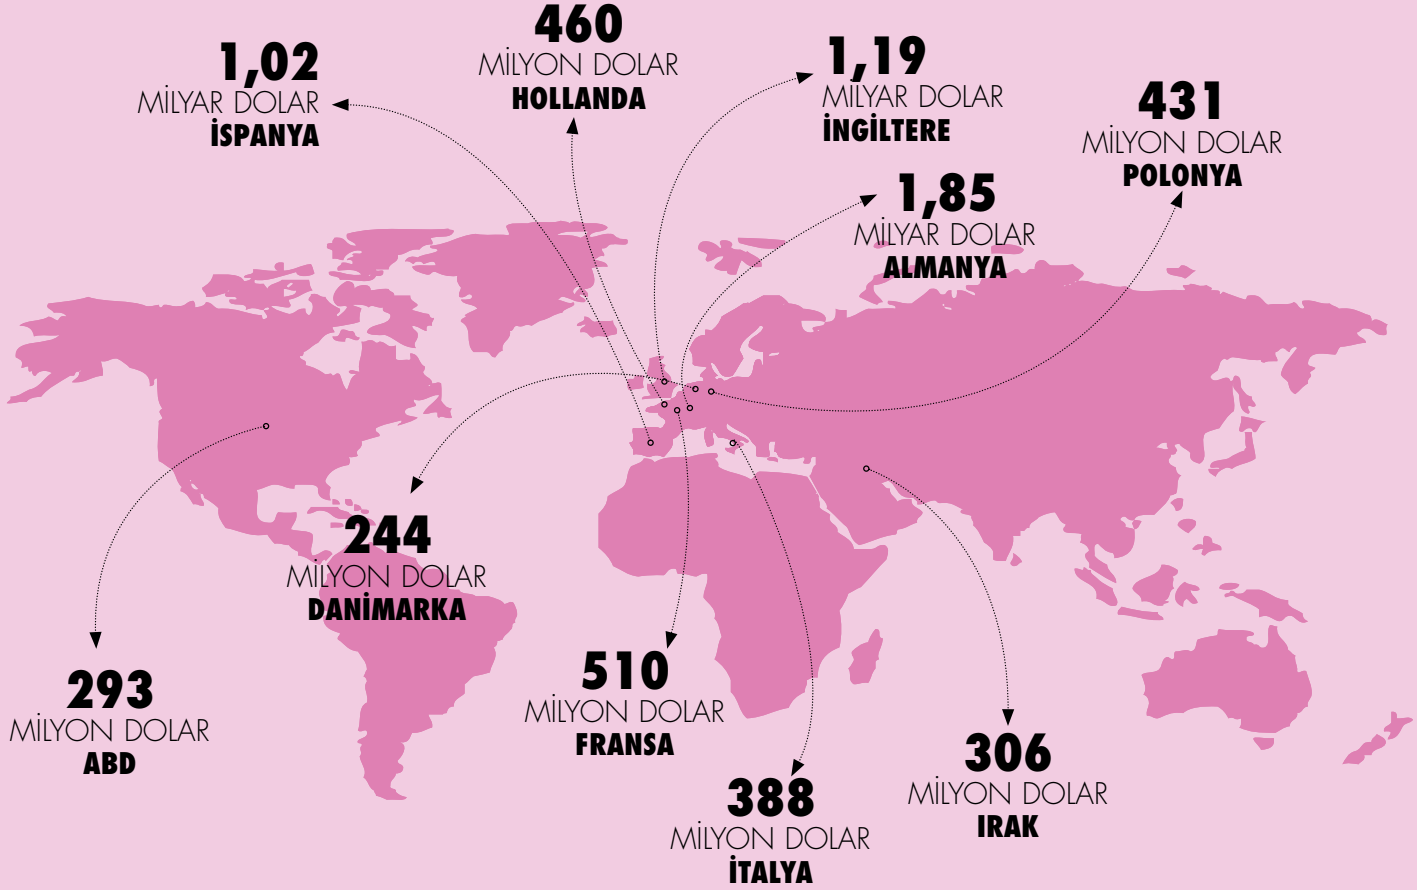 1,02
MİLYAR DOLAR
İSPANYA
460
MİLYON DOLAR
HOLLANDA
1,19
MİLYAR DOLAR
İNGİLTERE
431
MİLYON DOLAR
POLONYA
1,85
MİLYAR DOLAR
ALMANYA
244
MİLYON DOLAR
DANİMARKA
293
MİLYON DOLAR
ABD
510
MİLYON DOLAR
FRANSA
388
MİLYON DOLAR
İTALYA
306
MİLYON DOLAR
IRAK